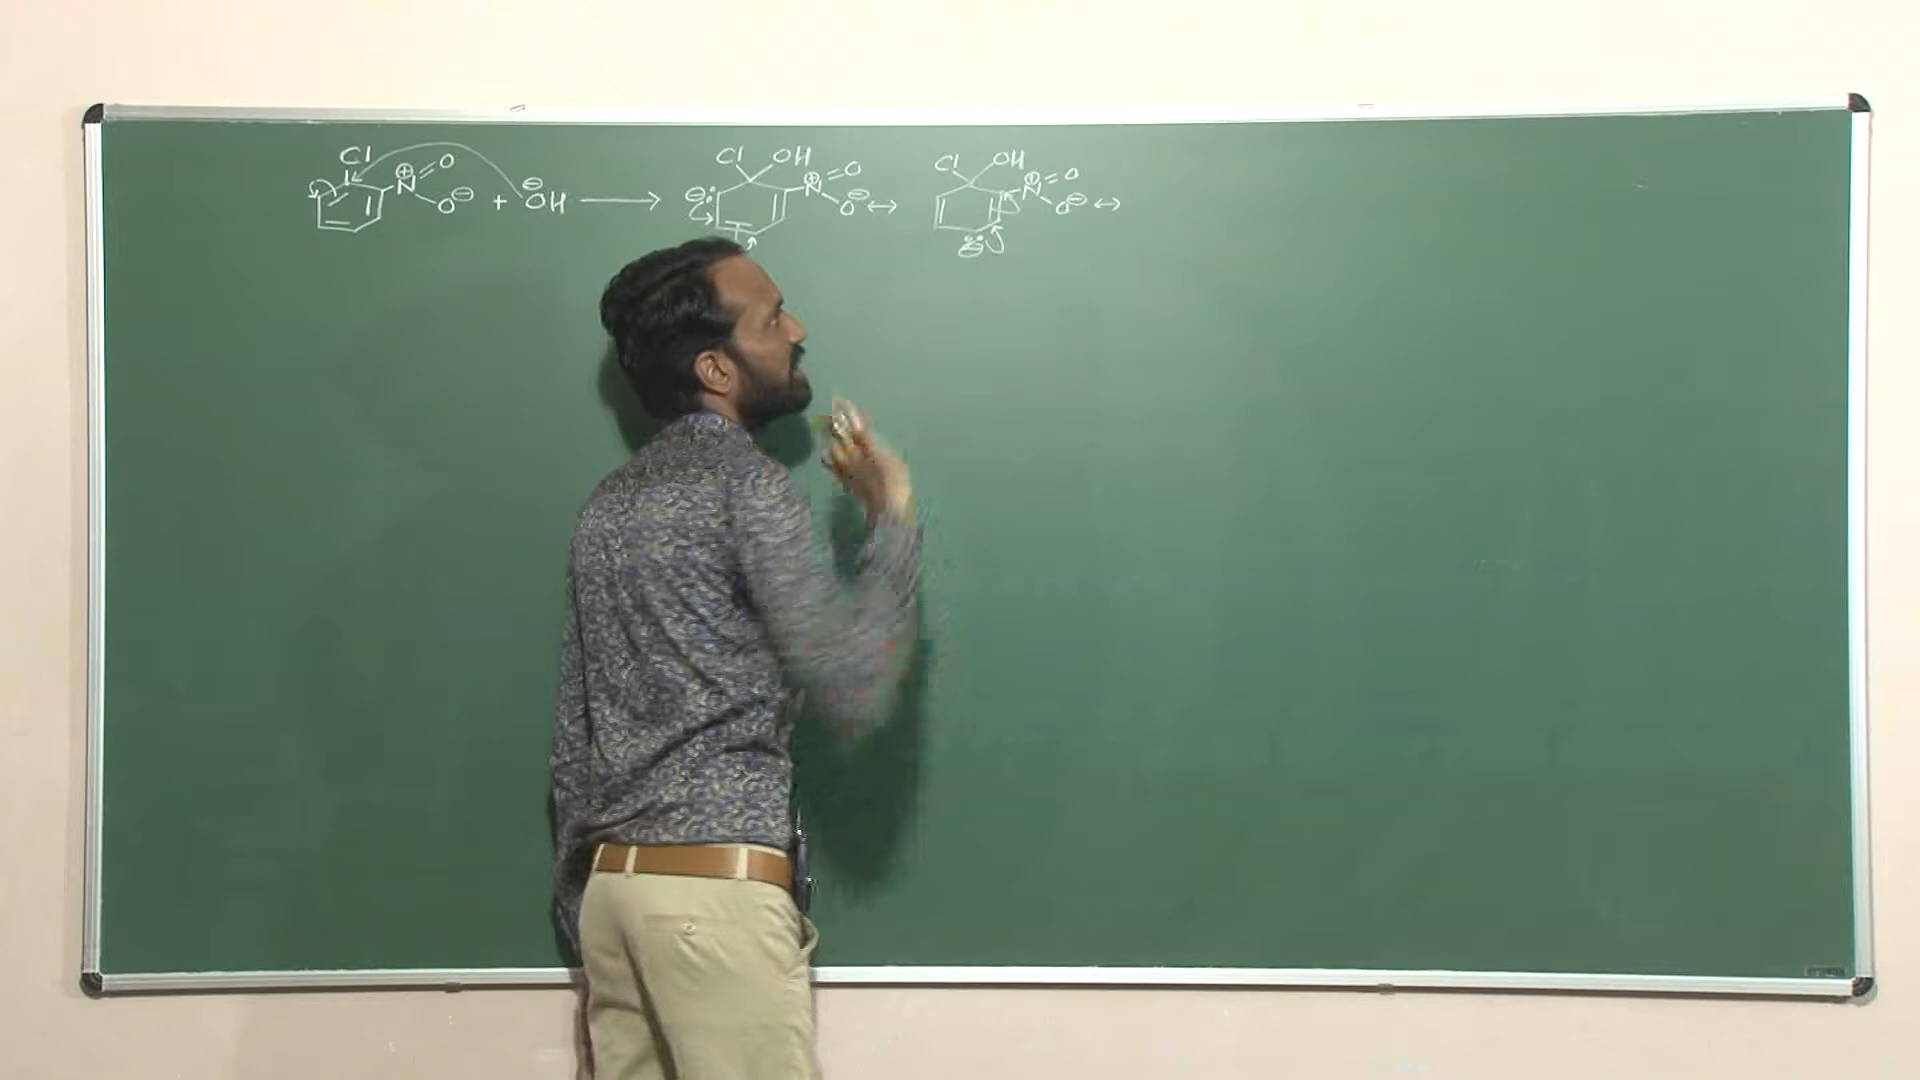 Cl Cl OH Cl OH
N⊕ =O N⊕ =O N⊕ =O
O⊖ + ⊖OH ⟶ ⊖: O⊖ ↔ O⊖ ↔
⊖: